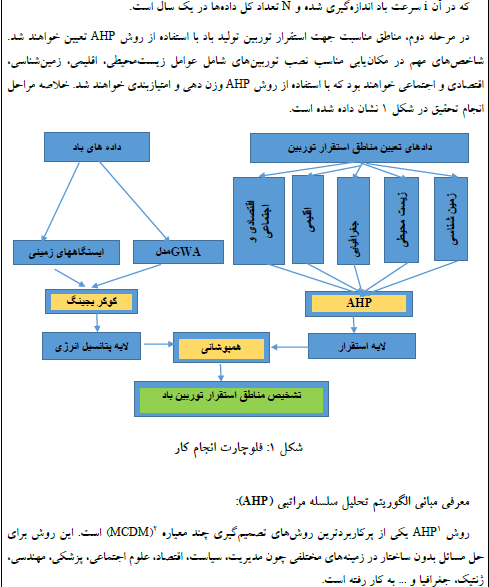 که در آن i سرعت باد اندازه‌گیری شده و N تعداد کل داده‌ها در یک سال است.
در مرحله دوم، مناطق مناسبت جهت استقرار توربین تولید باد با استفاده از روش AHP تعیین خواهند شد.
شاخص‌های مهم در مکان‌یابی مناسب نصب توربین‌های شامل عوامل زیست‌محیطی، اقلیمی، زمین‌شناسی،
اقتصادی و اجتماعی خواهند بود که با استفاده از روش AHP وزن دهی و امتیازبندی خواهند شد. خلاصه مراحل
انجام تحقیق در شکل ۱ نشان داده شده است.
دادهای تعیین مناطق استقرار توربین
داده های باد
زمین شناسی
زیست محیطی
جغرافیایی
اقلیمی
اقتصادی و
اجتماعی
مدلGWA
ایستگاههای زمینی
AHP
کوکر یجینگ
لایه استقرار
همپوشانی
لایه پتانسیل انرژی
تشخیص مناطق استقرار توربین باد
شکل ۱: فلوچارت انجام کار
معرفی مبانی الگوریتم تحلیل سلسله مراتبی (AHP):
روش AHP۱ یکی از پرکاربردترین روش‌های تصمیم‌گیری چند معیاره ۲(MCDM) است. این روش برای
حل مسائل بدون ساختار در زمینه‌های مختلفی چون مدیریت، سیاست، اقتصاد، علوم اجتماعی، پزشکی، مهندسی،
ژنتیک، جغرافیا و ... به کار رفته است.